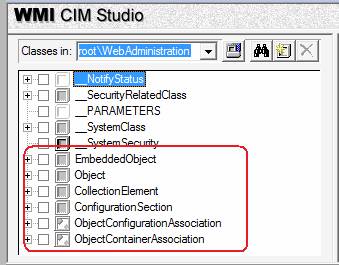 WMI CIM Studio
Classes in: root\WebAdministration
__NotifyStatus
__SecurityRelatedClass
__PARAMETERS
__SystemClass
__SystemSecurity
EmbeddedObject
Object
CollectionElement
ConfigurationSection
ObjectConfigurationAssociation
ObjectContainerAssociation